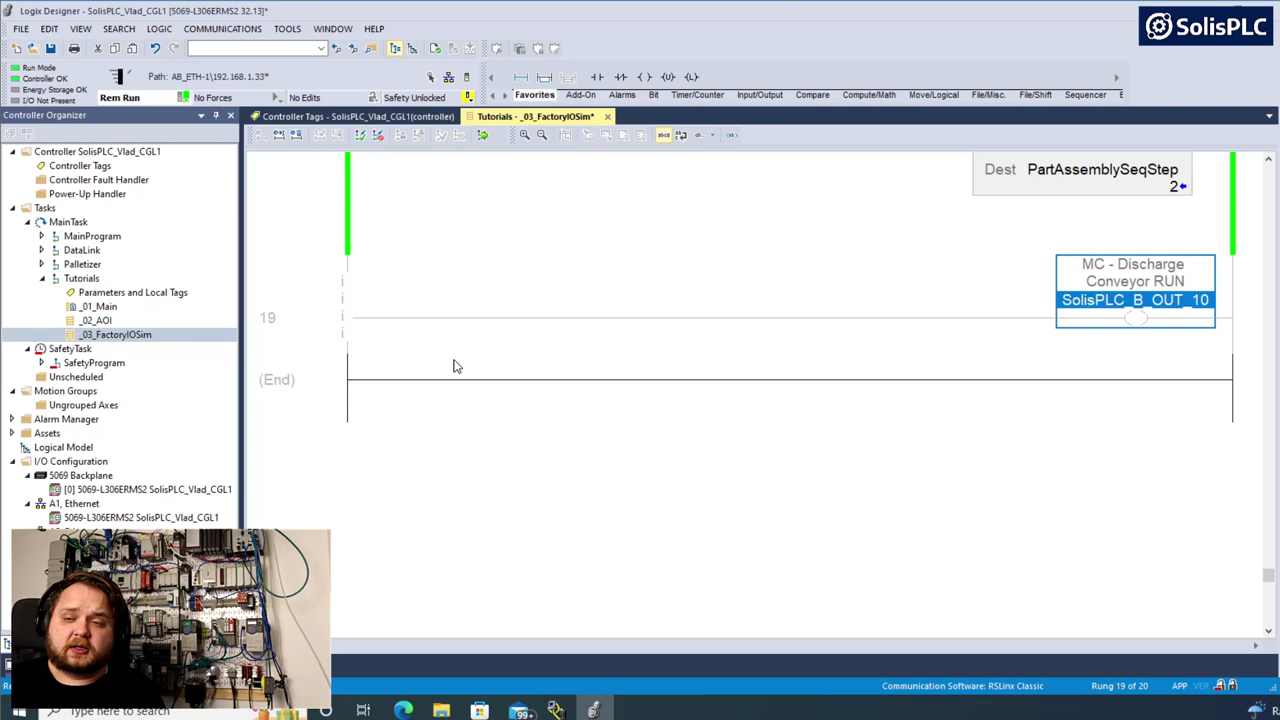 Logix Designer - SolisPLC_Vlad_CGL1 [5069-L306ERMS2 32.13]*
SolisPLC
FILE EDIT VIEW SEARCH LOGIC COMMUNICATIONS TOOLS WINDOW HELP
Run Mode
Controller OK
Energy Storage OK
I/O Not Present
Path: AB_ETH-1\192.168.1.33*
Rem Run
No Forces
No Edits
Safety Unlocked
Favorites Add-On Alarms Bit Timer/Counter Input/Output Compare Compute/Math Move/Logical File/Misc. File/Shift Sequencer E
Controller Organizer
Controller Tags - SolisPLC_Vlad_CGL1(controller)
Tutorials - _03_FactoryIOSim*
Controller SolisPLC_Vlad_CGL1
Controller Tags
Controller Fault Handler
Power-Up Handler
Tasks
MainTask
MainProgram
DataLink
Palletizer
Tutorials
Parameters and Local Tags
_01_Main
_02_AOI
_03_FactoryIOSim
SafetyTask
SafetyProgram
Unscheduled
Motion Groups
Ungrouped Axes
Alarm Manager
Assets
Logical Model
I/O Configuration
5069 Backplane
[0] 5069-L306ERMS2 SolisPLC_Vlad_CGL1
A1, Ethernet
5069-L306ERMS2 SolisPLC_Vlad_CGL1
Dest PartAssemblySeqStep
2
MC - Discharge
Conveyor RUN
SolisPLC_B_OUT_10
19
(End)
Communication Software: RSLinx Classic
Rung 19 of 20
APP
VER
Type here to search
99+